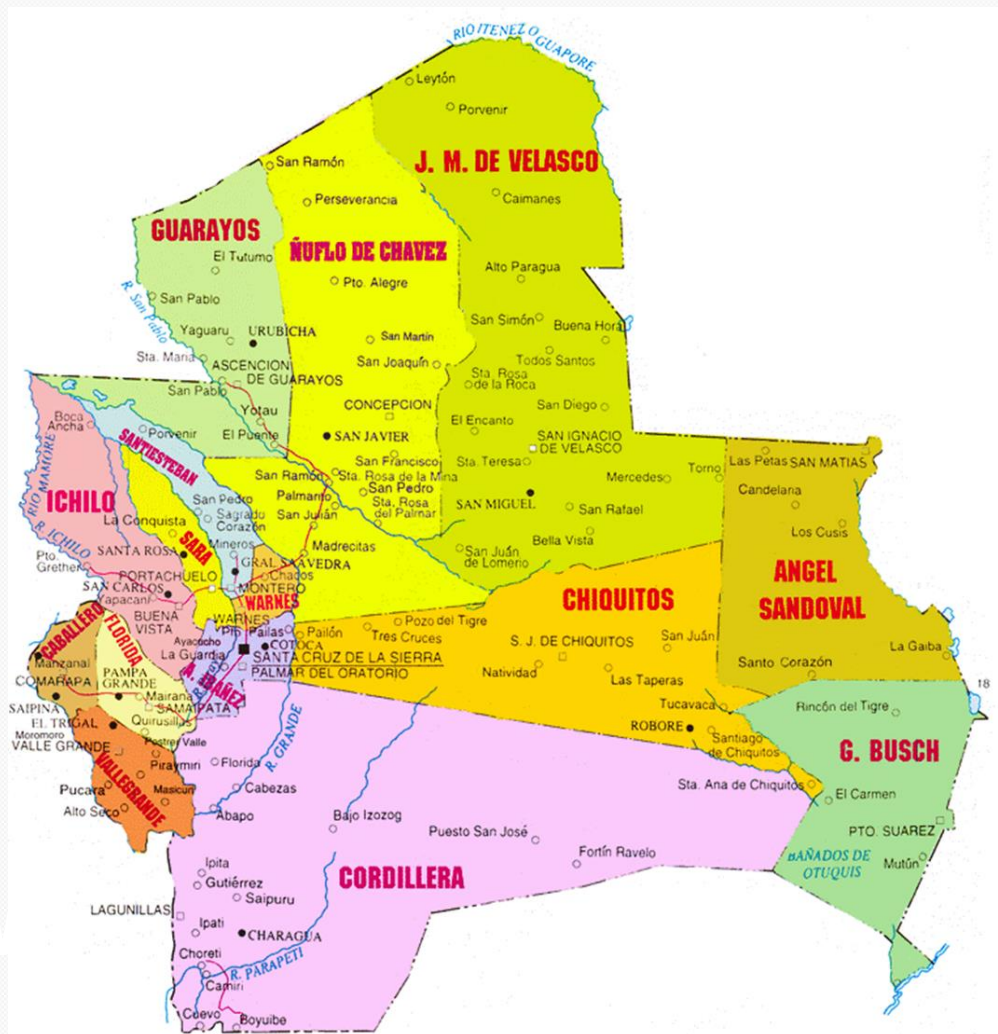 RIO ITENEZ O
GUAPORE
Leytón
Porvenir
J. M. DE VELASCO
San Ramón
Perseverancia
Caimanes
GUARAYOS
ÑUFLO DE CHAVEZ
El Tutumo
Alto Paragua
Pto. Alegre
R. San Pablo
San Pablo
San Simón
Buena Hora
Yaguaru
URUBICHA
San Martín
Sta. Maria
ASCENCION
DE GUARAYOS
San Joaquín
Todos Santos
Sta. Rosa
de la Roca
San Pablo
Yotau
CONCEPCION
San Diego
Boca
Ancha
Porvenir
SANTIESTEBAN
El Puente
SAN JAVIER
El Encanto
SAN IGNACIO
DE VELASCO
RIO MAMORE
San Francisco
Sta. Teresa
Las Petas
SAN MATIAS
San Ramón
Sta. Rosa de la Mina
Mercedes
Torno
ICHILO
San Pedro
Palmarito
San Pedro
SAN MIGUEL
Candelaria
La Conquista
Sagrado
Corazón
San Julián
Sta. Rosa
del Palmar
San Rafael
R. ICHILO
SARA
Mineros
Bella Vista
Los Cusis
Pto.
Grether
SANTA ROSA
GRAL SAAVEDRA
Madrecitas
San Juán
de Lomerio
PORTACHUELO
Chados
SAN CARLOS
MONTERO
ANGEL
SANDOVAL
Yapacaní
WARNES
CHIQUITOS
BUENA
VISTA
WARNES
Pozo del Tigre
CABALLERO
FLORIDA
Ayacucho
Pto Pailas
Pailón
Tres Cruces
S. J. DE CHIQUITOS
San Juán
COTOCA
La Gaiba
Manzanal
La Guardia
SANTA CRUZ DE LA SIERRA
Santo Corazón
COMARAPA
PAMPA
GRANDE
A. IBAÑEZ
PALMAR DEL ORATORIO
Natividad
Las Taperas
18
SAIPINA
Mairana
SAMAIPATA
Tucavaca
Rincón del Tigre
EL TRIGAL
Quirusillas
ROBORE
Moromoro
VALLE GRANDE
Postrer Valle
R. GRANDE
Santiago
de Chiquitos
G. BUSCH
VALLEGRANDE
Piraymiri
Florida
Sta. Ana de Chiquitos
Pucara
Masicuri
Cabezas
El Carmen
Alto Seco
Abapo
Bajo Izozog
Puesto San José
PTO. SUAREZ
BAÑADOS DE
OTUQUIS
Mutún
Fortín Ravelo
Ipita
Gutiérrez
CORDILLERA
Saipuru
LAGUNILLAS
Ipati
CHARAGUA
Choreti
R. PARAPETI
Camiri
Cuevo
Boyuibe